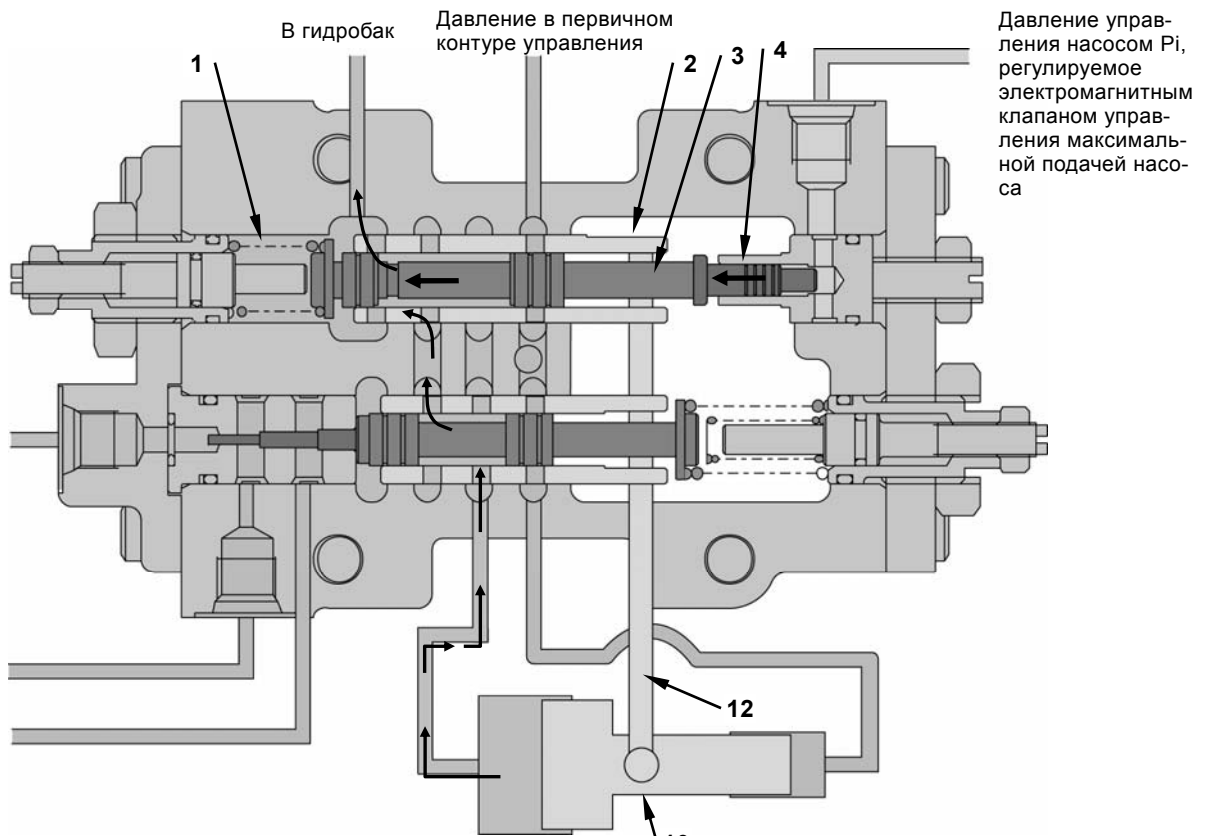 В гидробак
Давление в первичном
контуре управления
Давление управ-
ления насосом Pi,
регулируемое
электромагнитным
клапаном управ-
ления максималь-
ной подачей насо-
са
1
2
3
4
12